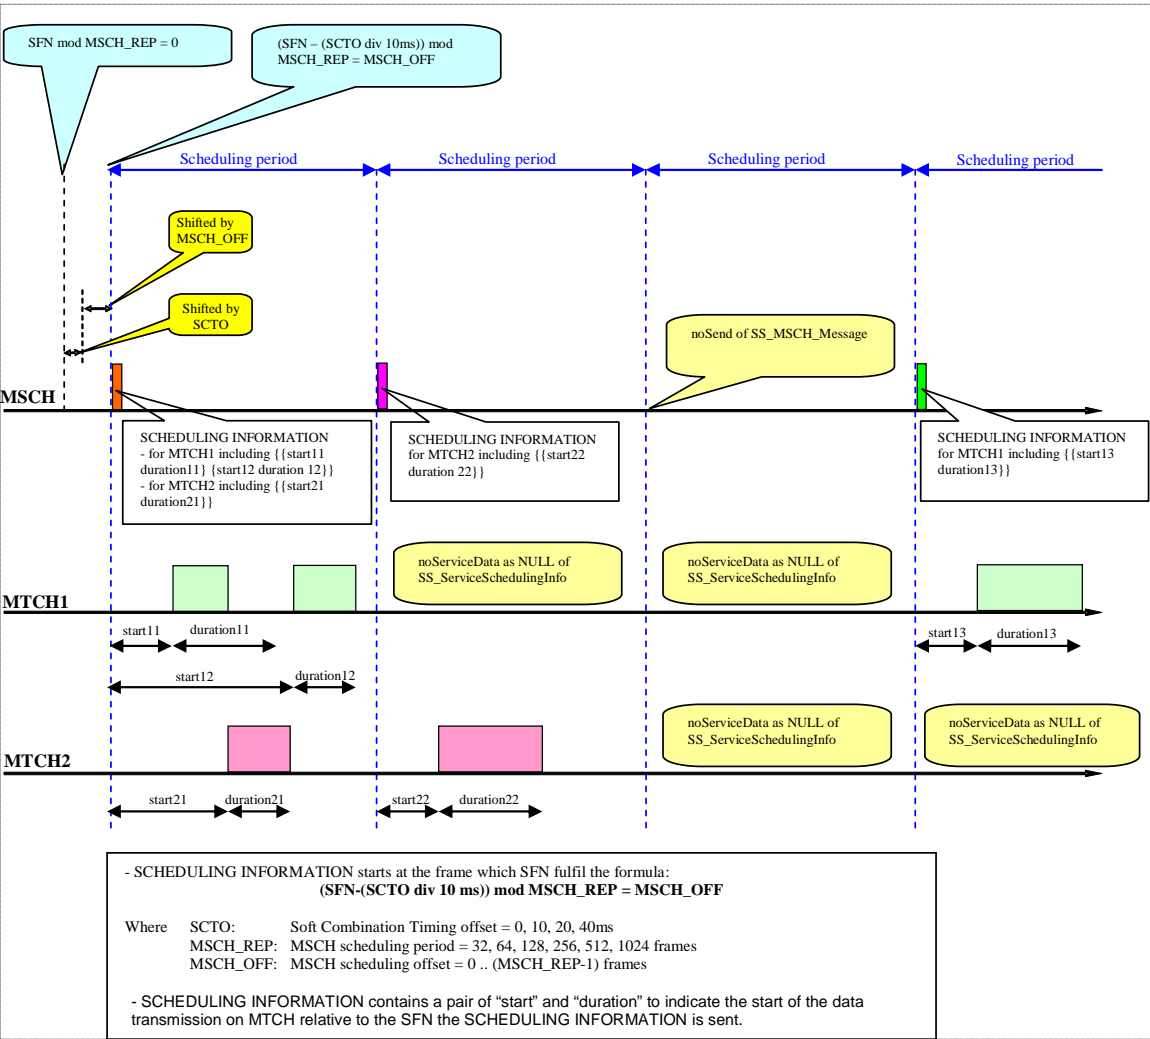 SFN mod MSCH_REP = 0
(SFN – (SCTO div 10ms)) mod
MSCH_REP = MSCH_OFF
Scheduling period
Scheduling period
Scheduling period
Scheduling period
Shifted by
MSCH_OFF
Shifted by
SCTO
noSend of SS_MSCH_Message
MSCH
SCHEDULING INFORMATION
- for MTCH1 including {{start11
duration11} {start12 duration 12}}
- for MTCH2 including {{start21
duration21}}
SCHEDULING INFORMATION
for MTCH2 including {{start22
duration 22}}
SCHEDULING INFORMATION
for MTCH1 including {{start13
duration13}}
noServiceData as NULL of
SS_ServiceSchedulingInfo
noServiceData as NULL of
SS_ServiceSchedulingInfo
MTCH1
start11
duration11
start13
duration13
start12
duration12
noServiceData as NULL of
SS_ServiceSchedulingInfo
noServiceData as NULL of
SS_ServiceSchedulingInfo
MTCH2
start21
duration21
start22
duration22
- SCHEDULING INFORMATION starts at the frame which SFN fulfil the formula:
(SFN-(SCTO div 10 ms)) mod MSCH_REP = MSCH_OFF
Where SCTO: Soft Combination Timing offset = 0, 10, 20, 40ms
MSCH_REP: MSCH scheduling period = 32, 64, 128, 256, 512, 1024 frames
MSCH_OFF: MSCH scheduling offset = 0 .. (MSCH_REP-1) frames
- SCHEDULING INFORMATION contains a pair of “start” and “duration” to indicate the start of the data
transmission on MTCH relative to the SFN the SCHEDULING INFORMATION is sent.